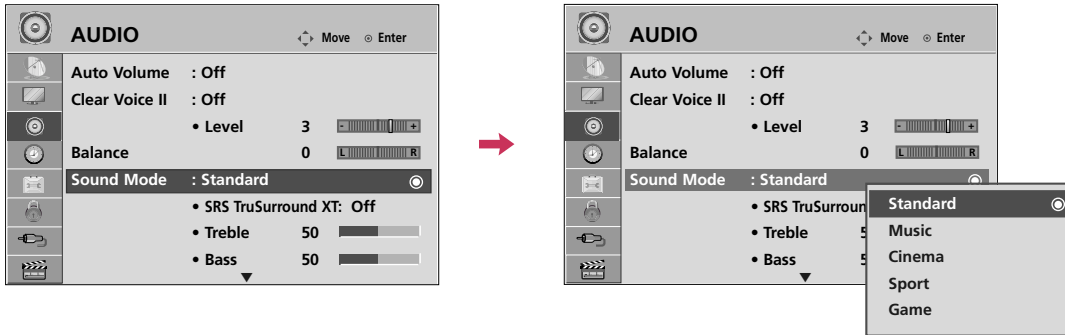 AUDIO Move Enter
Auto Volume : Off
Clear Voice II : Off
• Level 3 - +
Balance 0 L R
Sound Mode : Standard
• SRS TruSurround XT: Off
• Treble 50
• Bass 50
AUDIO Move Enter
Auto Volume : Off
Clear Voice II : Off
• Level 3 - +
Balance 0 L R
Sound Mode : Standard
• SRS TruSurroun
• Treble 5
• Bass 5
Standard
Music
Cinema
Sport
Game